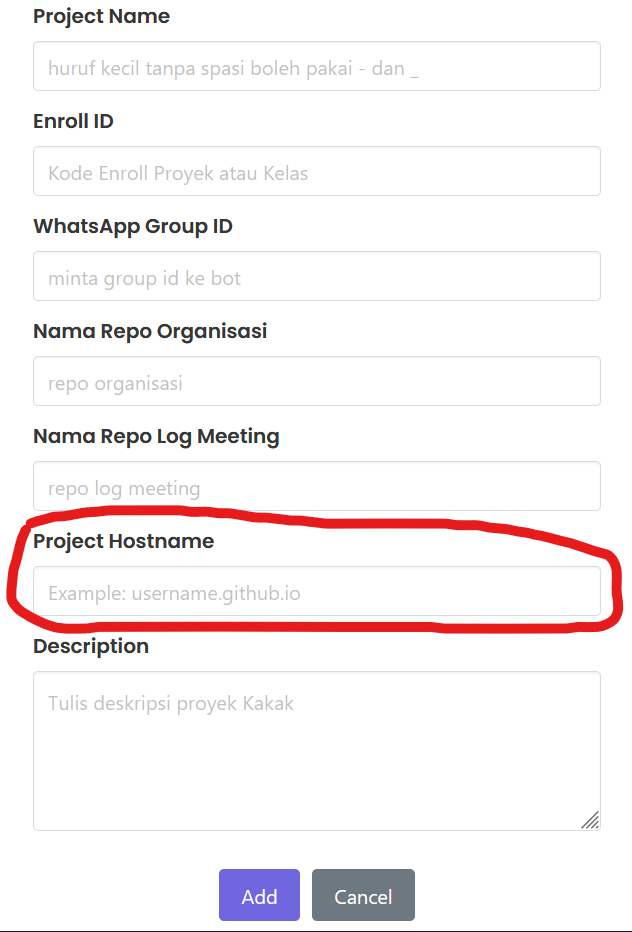 Project Name
huruf kecil tanpa spasi boleh pakai - dan _
Enroll ID
Kode Enroll Proyek atau Kelas
WhatsApp Group ID
minta group id ke bot
Nama Repo Organisasi
repo organisasi
Nama Repo Log Meeting
repo log meeting
Project Hostname
Example: username.github.io
Description
Tulis deskripsi proyek Kakak
Add Cancel